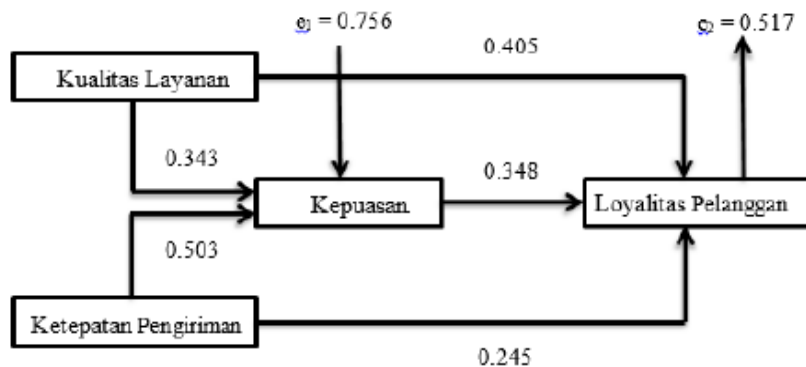 e₁ = 0.756
e₂ = 0.517
0.405
Kualitas Layanan
0.343
0.348
Kepuasan
Loyalitas Pelanggan
0.503
Ketepatan Pengiriman
0.245